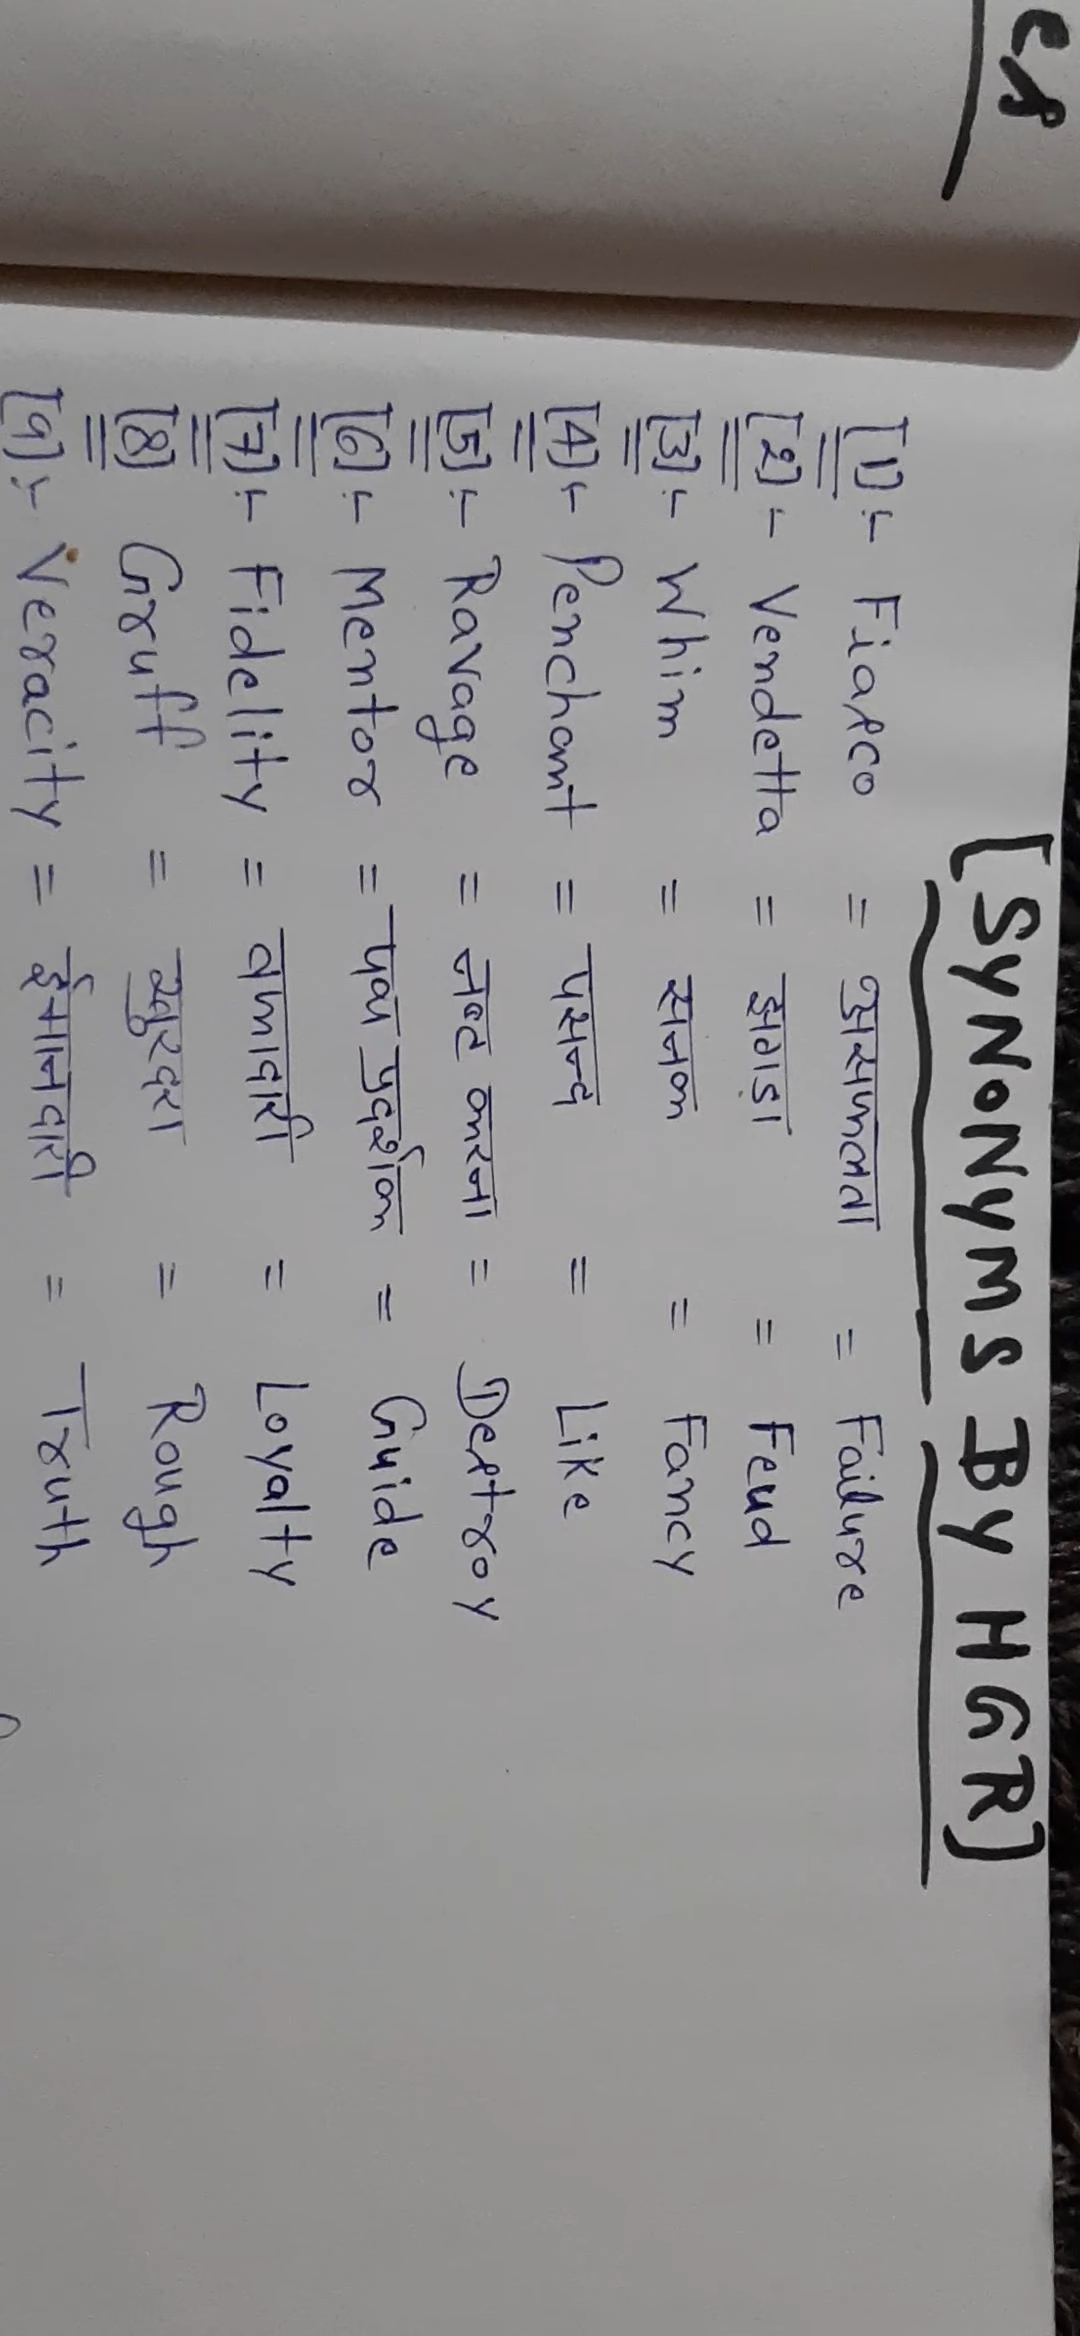 es
[SYNONYMS BY HGR]
[1]:- Fiasco = असफलता = Failure
[2]- Vendetta = झगड़ा = Feud
[3]:- Whim = सनक = Fancy
[4]:- Penchant = पसन्द = Like
[5]:- Ravage = नष्ट करना = Destroy
[6]:- Mentor = पथ प्रदर्शक = Guide
[7]:- Fidelity = वफादारी = Loyalty
[8] Gruff = खुरदरा = Rough
[9]:- Veracity = ईमानदारी = Truth